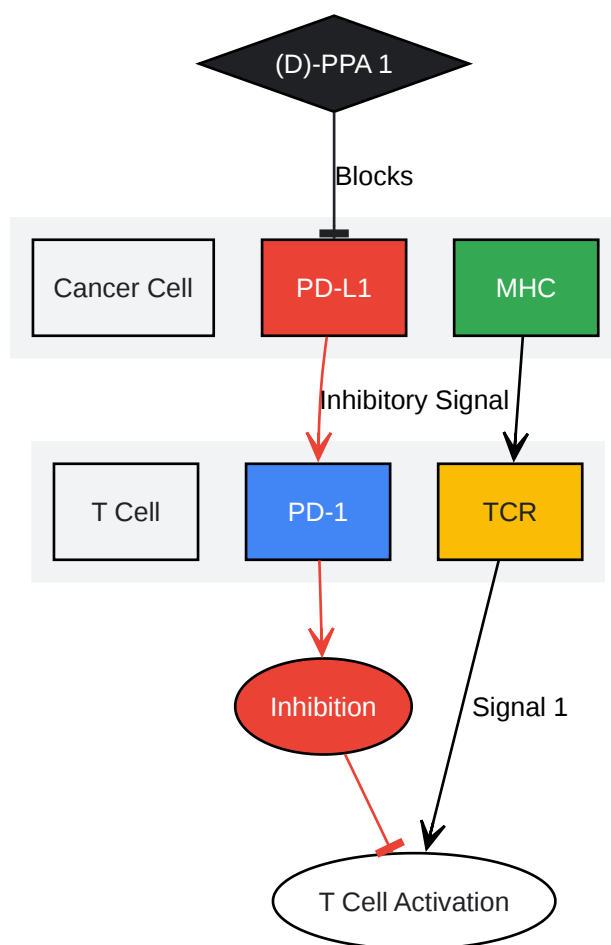 (D)-PPA 1
Blocks
Cancer Cell
PD-L1
MHC
Inhibitory Signal
T Cell
PD-1
TCR
Inhibition
Signal 1
T Cell Activation